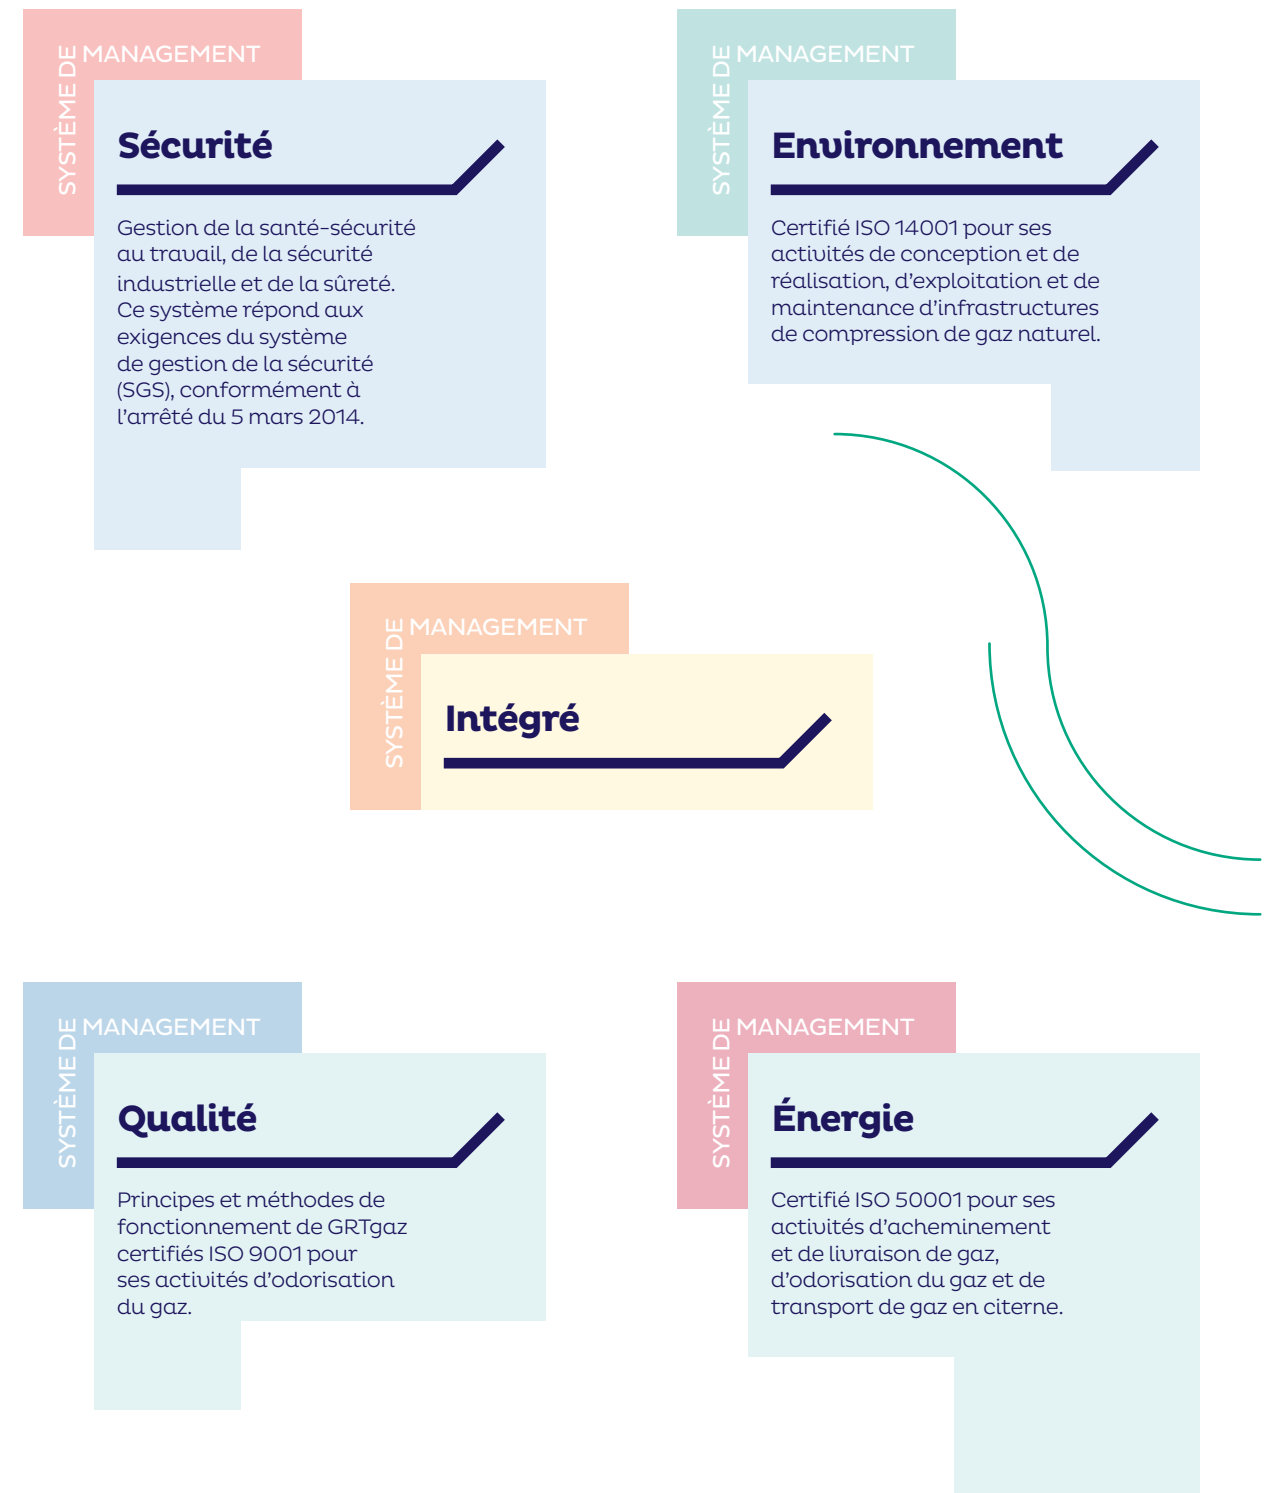 SYSTÈME DE MANAGEMENT
Sécurité
Gestion de la santé-sécurité
au travail, de la sécurité
industrielle et de la sûreté.
Ce système répond aux
exigences du système
de gestion de la sécurité
(SGS), conformément à
l'arrêté du 5 mars 2014.
SYSTÈME DE MANAGEMENT
Environnement
Certifié ISO 14001 pour ses
activités de conception et de
réalisation, d'exploitation et de
maintenance d'infrastructures
de compression de gaz naturel.
SYSTÈME DE MANAGEMENT
Intégré
SYSTÈME DE MANAGEMENT
Qualité
Principes et méthodes de
fonctionnement de GRTgaz
certifiés ISO 9001 pour
ses activités d'odorisation
du gaz.
SYSTÈME DE MANAGEMENT
Énergie
Certifié ISO 50001 pour ses
activités d'acheminement
et de livraison de gaz,
d'odorisation du gaz et de
transport de gaz en citerne.